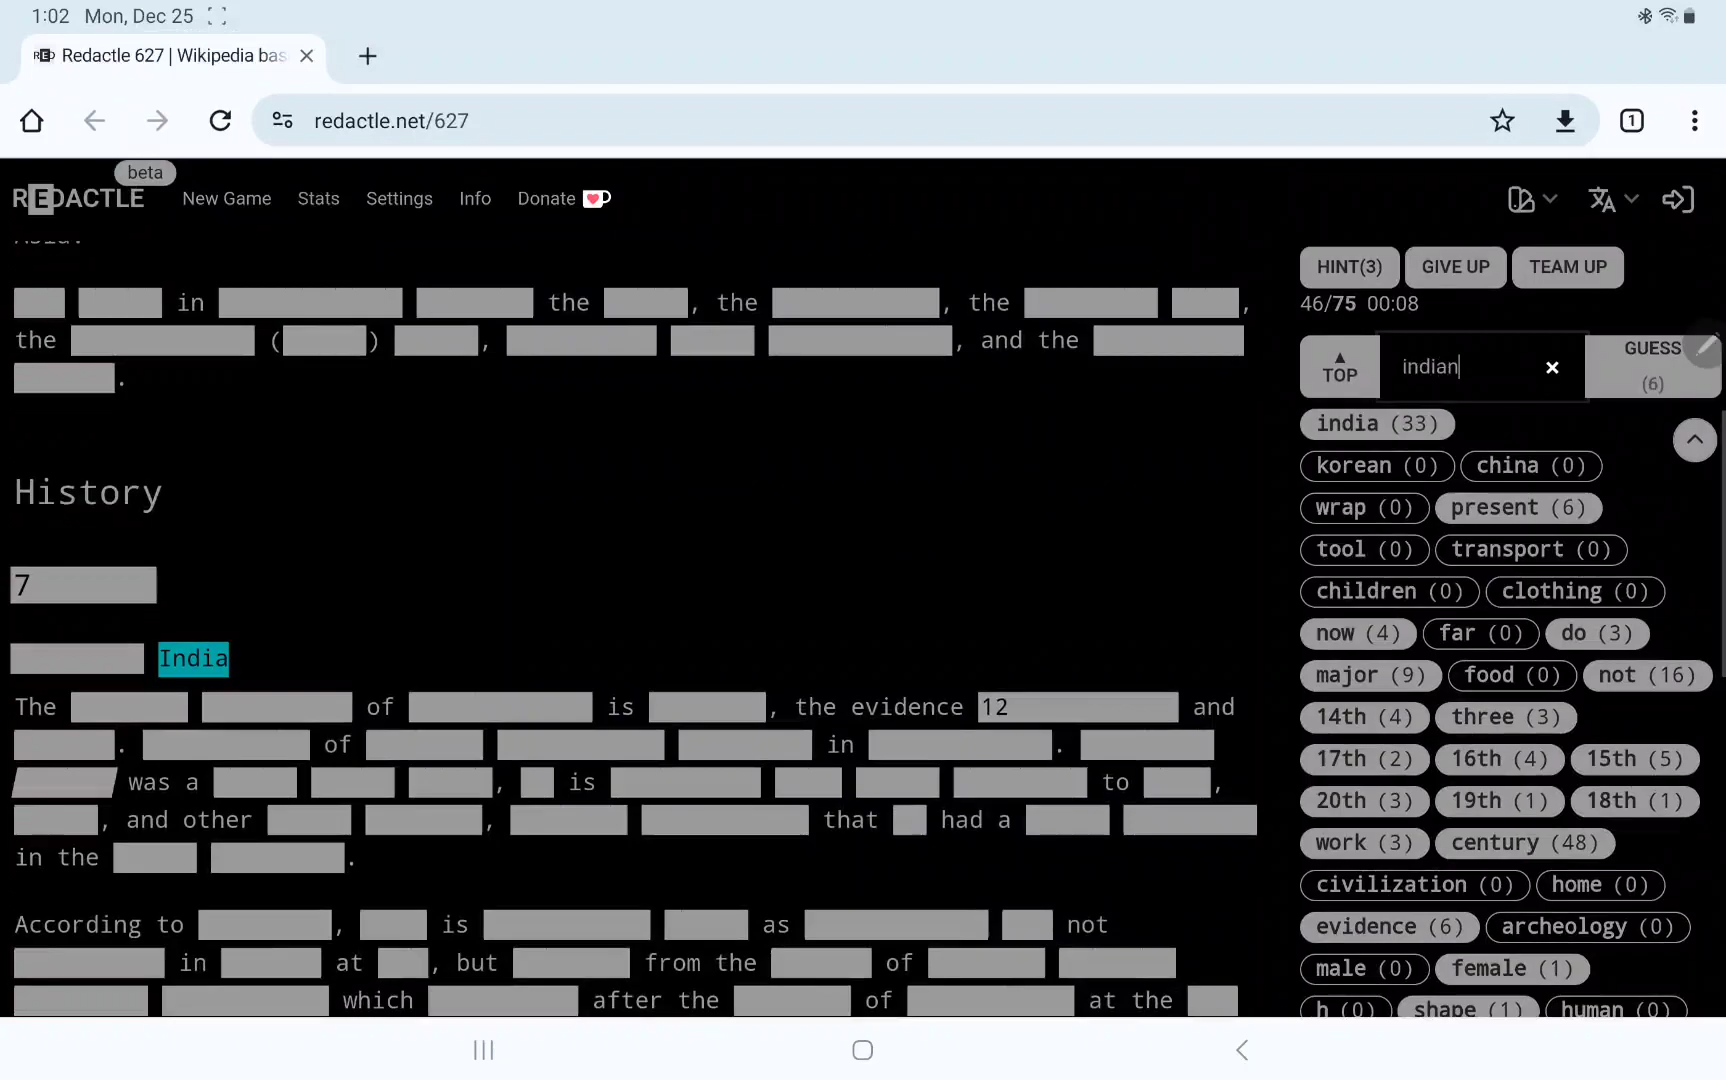 1:02 Mon, Dec 25
Redactle 627 | Wikipedia bas
redactle.net/627
1
beta
REDACTLE New Game Stats Settings Info Donate
HINT(3) GIVE UP TEAM UP
46/75 00:08
TOP indian GUESS (6)
in the , the , the ,
the ( ) , , and the
.
History
7
India
The of is , the evidence 12 and
. of in .
was a , is to ,
, and other , that had a
in the .
According to , is as not
in at , but from the of
which after the of at the
india (33)
korean (0) china (0)
wrap (0) present (6)
tool (0) transport (0)
children (0) clothing (0)
now (4) far (0) do (3)
major (9) food (0) not (16)
14th (4) three (3)
17th (2) 16th (4) 15th (5)
20th (3) 19th (1) 18th (1)
work (3) century (48)
civilization (0) home (0)
evidence (6) archeology (0)
male (0) female (1)
h (0) shape (1) human (0)